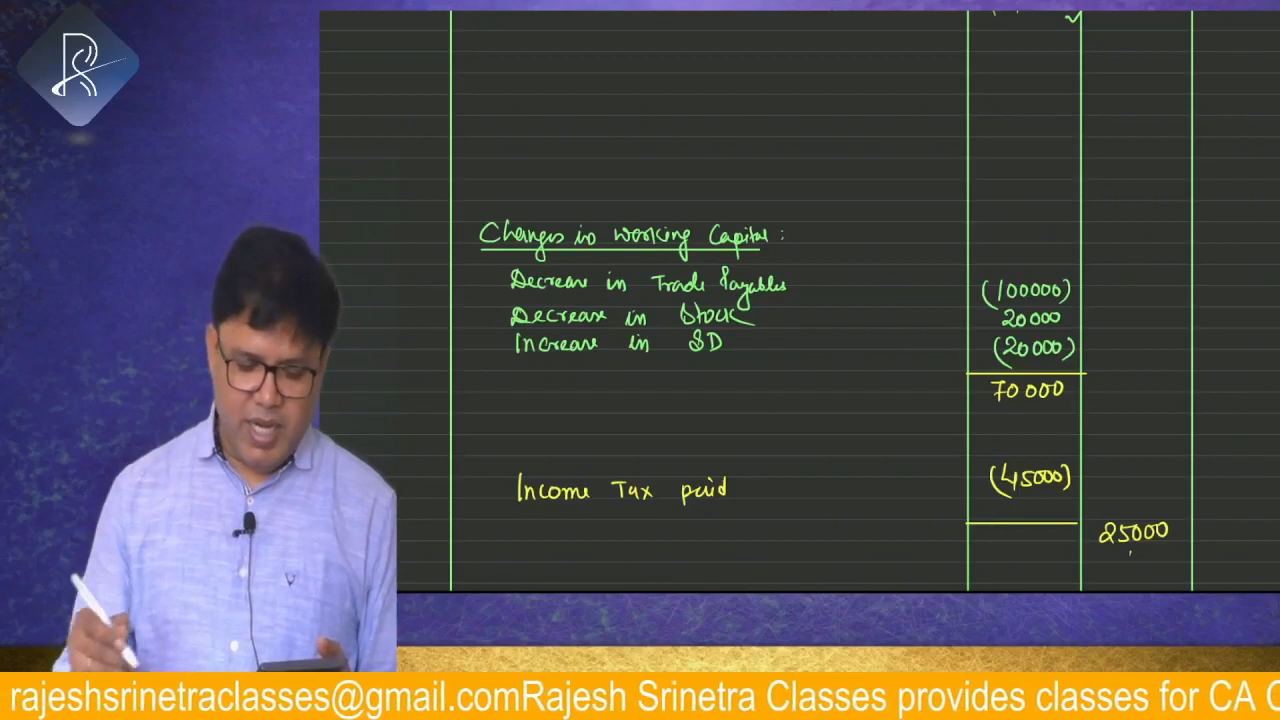 RS
Changes in Working Capital :
Decrease in Trade Payables (100000)
Decrease in Stock 20000
Increase in SD (20000)
70000
Income Tax paid (45000)
25000
rajeshsrinetraclasses@gmail.comRajesh Srinetra Classes provides classes for CA C